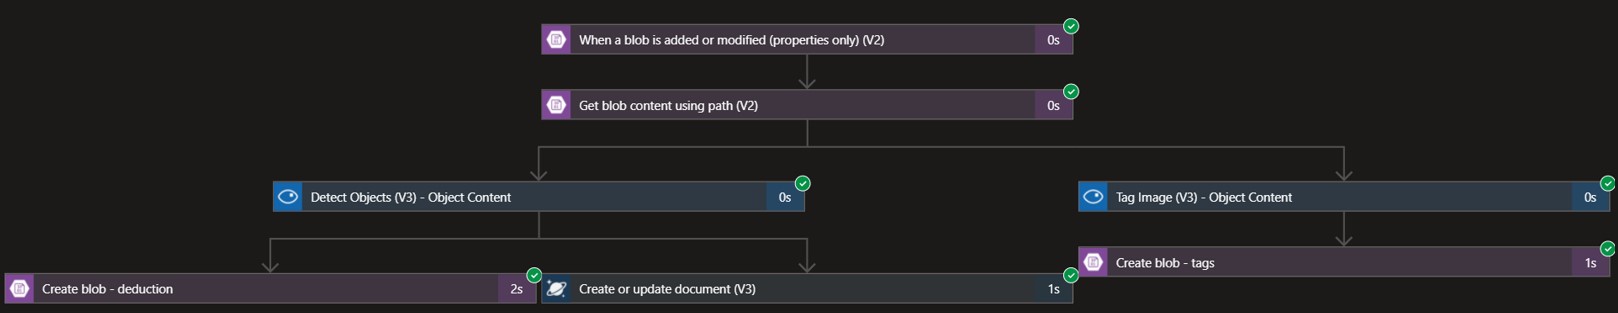 When a blob is added or modified (properties only) (V2) 0s
Get blob content using path (V2) 0s
Detect Objects (V3) - Object Content 0s
Tag Image (V3) - Object Content 0s
Create blob - tags 1s
Create blob - deduction 2s
Create or update document (V3) 1s